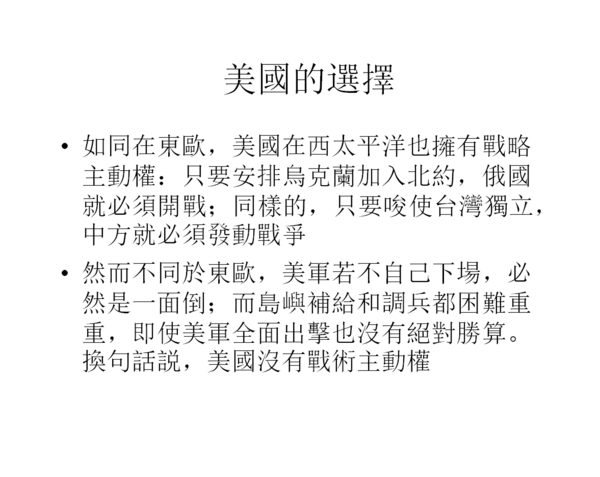 美國的選擇
• 如同在東歐，美國在西太平洋也擁有戰略
主動權：只要安排烏克蘭加入北約，俄國
就必須開戰；同樣的，只要唆使台灣獨立，
中方就必須發動戰爭
• 然而不同於東歐，美軍若不自己下場，必
然是一面倒；而島嶼補給和調兵都困難重
重，即使美軍全面出擊也沒有絕對勝算。
換句話説，美國沒有戰術主動權